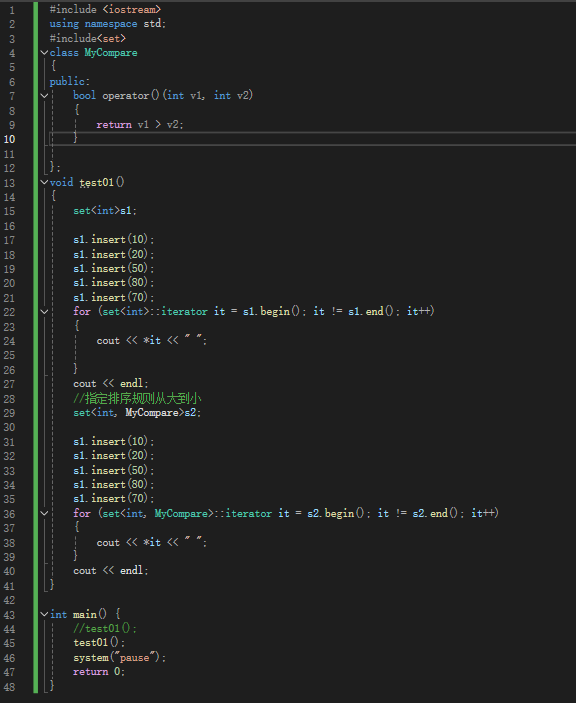 1 #include <iostream>
2 using namespace std;
3 #include<set>
4 class MyCompare
5 {
6 public:
7 bool operator()(int v1, int v2)
8 {
9 return v1 > v2;
10 }
11
12 };
13 void test01()
14 {
15 set<int>s1;
16
17 s1.insert(10);
18 s1.insert(20);
19 s1.insert(50);
20 s1.insert(80);
21 s1.insert(70);
22 for (set<int>::iterator it = s1.begin(); it != s1.end(); it++)
23 {
24 cout << *it << " ";
25
26 }
27 cout << endl;
28 //指定排序规则从大到小
29 set<int, MyCompare>s2;
30
31 s1.insert(10);
32 s1.insert(20);
33 s1.insert(50);
34 s1.insert(80);
35 s1.insert(70);
36 for (set<int, MyCompare>::iterator it = s2.begin(); it != s2.end(); it++)
37 {
38 cout << *it << " ";
39 }
40 cout << endl;
41 }
42
43 int main() {
44 //test01();
45 test01();
46 system("pause");
47 return 0;
48 }